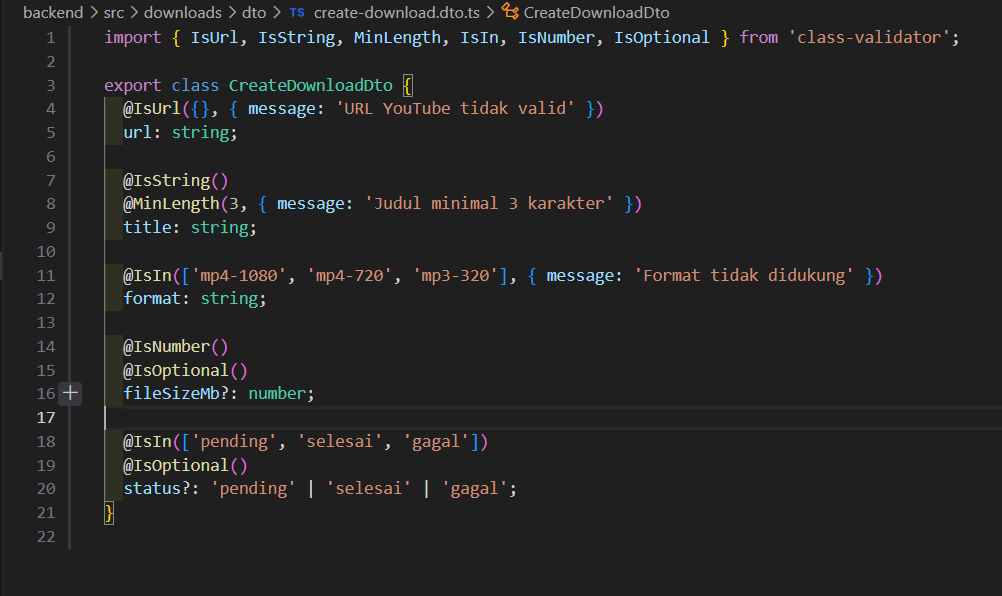 backend > src > downloads > dto > TS create-download.dto.ts > CreateDownloadDto
1 import { IsUrl, IsString, MinLength, IsIn, IsNumber, IsOptional } from 'class-validator';
2
3 export class CreateDownloadDto {
4 @IsUrl({}, { message: 'URL YouTube tidak valid' })
5 url: string;
6
7 @IsString()
8 @MinLength(3, { message: 'Judul minimal 3 karakter' })
9 title: string;
10
11 @IsIn(['mp4-1080', 'mp4-720', 'mp3-320'], { message: 'Format tidak didukung' })
12 format: string;
13
14 @IsNumber()
15 @IsOptional()
16 fileSizeMb?: number;
17
18 @IsIn(['pending', 'selesai', 'gagal'])
19 @IsOptional()
20 status?: 'pending' | 'selesai' | 'gagal';
21 }
22